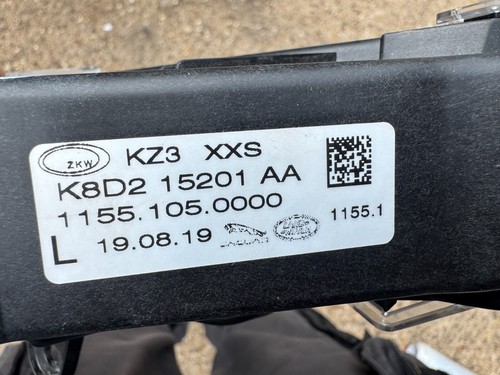 ZKW KZ3 XXS
K8D2 15201 AA
1155.105.0000
L 19.08.19 JAGUAR LAND ROVER 1155.1